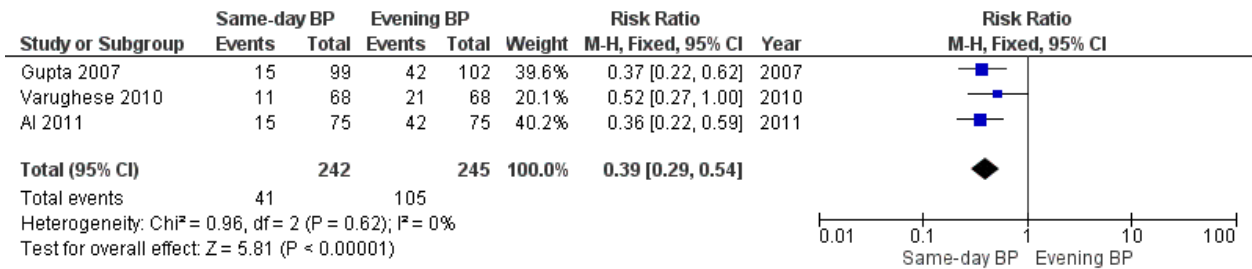 Same-day BP Evening BP Risk Ratio Risk Ratio
Study or Subgroup Events Total Events Total Weight M-H, Fixed, 95% CI Year M-H, Fixed, 95% CI
Gupta 2007 15 99 42 102 39.6% 0.37 [0.22, 0.62] 2007
Varughese 2010 11 68 21 68 20.1% 0.52 [0.27, 1.00] 2010
Al 2011 15 75 42 75 40.2% 0.36 [0.22, 0.59] 2011
Total (95% CI) 242 245 100.0% 0.39 [0.29, 0.54]
Total events 41 105
Heterogeneity: Chi² = 0.96, df = 2 (P = 0.62); I² = 0%
Test for overall effect: Z = 5.81 (P < 0.00001)
0.01 0.1 1 10 100
Same-day BP Evening BP